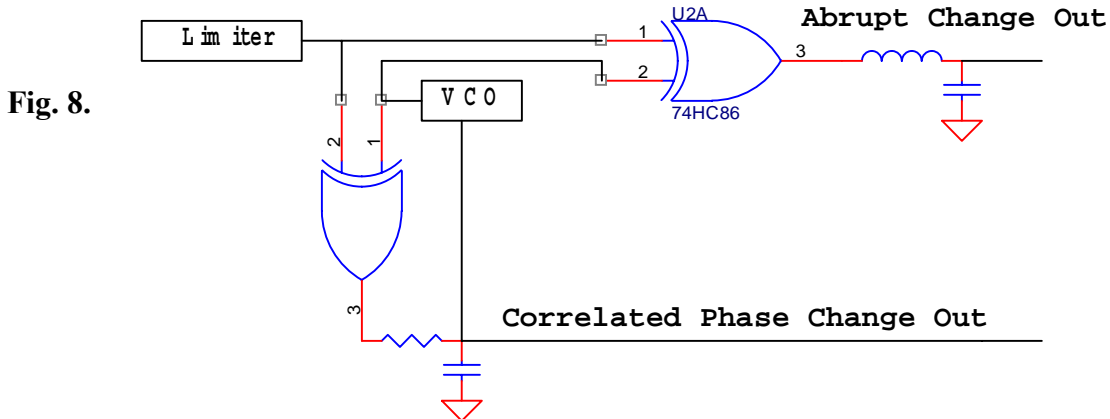 U2A
Abrupt Change Out
Limiter
1
3
2
Fig. 8.
VCO
74HC86
2
1
3
Correlated Phase Change Out